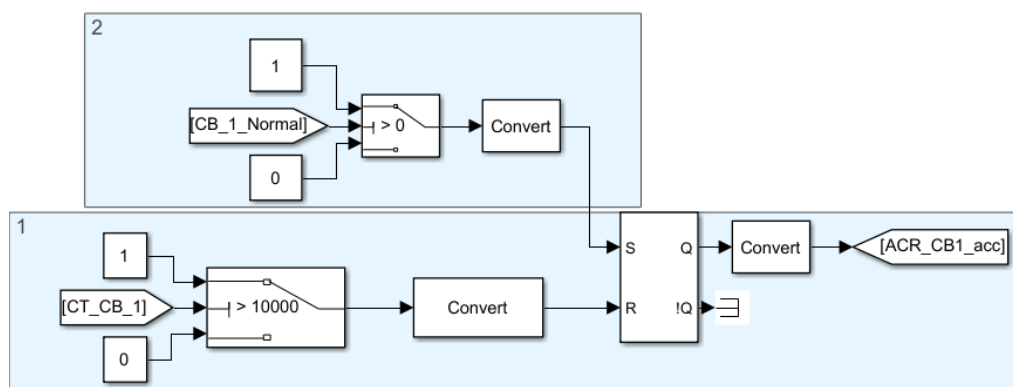 2
1
[CB_1_Normal]
> 0
Convert
0
1
1
[CT_CB_1]
> 10000
Convert
0
S
Q
R
!Q
Convert
[ACR_CB1_acc]